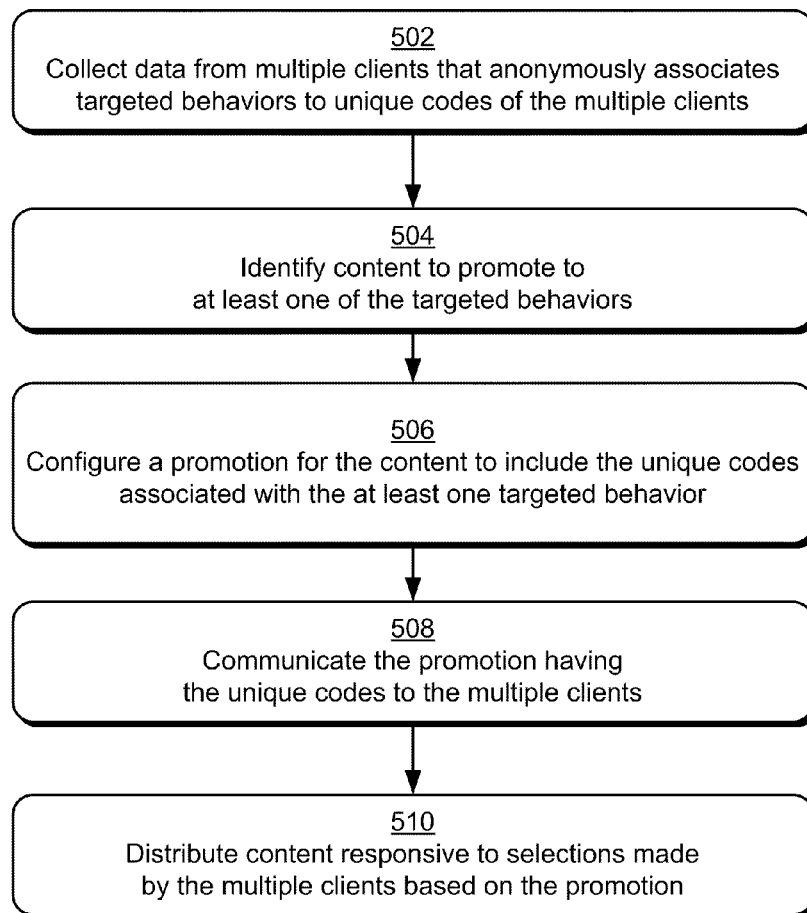 502
Collect data from multiple clients that anonymously associates
targeted behaviors to unique codes of the multiple clients
504
Identify content to promote to
at least one of the targeted behaviors
506
Configure a promotion for the content to include the unique codes
associated with the at least one targeted behavior
508
Communicate the promotion having
the unique codes to the multiple clients
510
Distribute content responsive to selections made
by the multiple clients based on the promotion